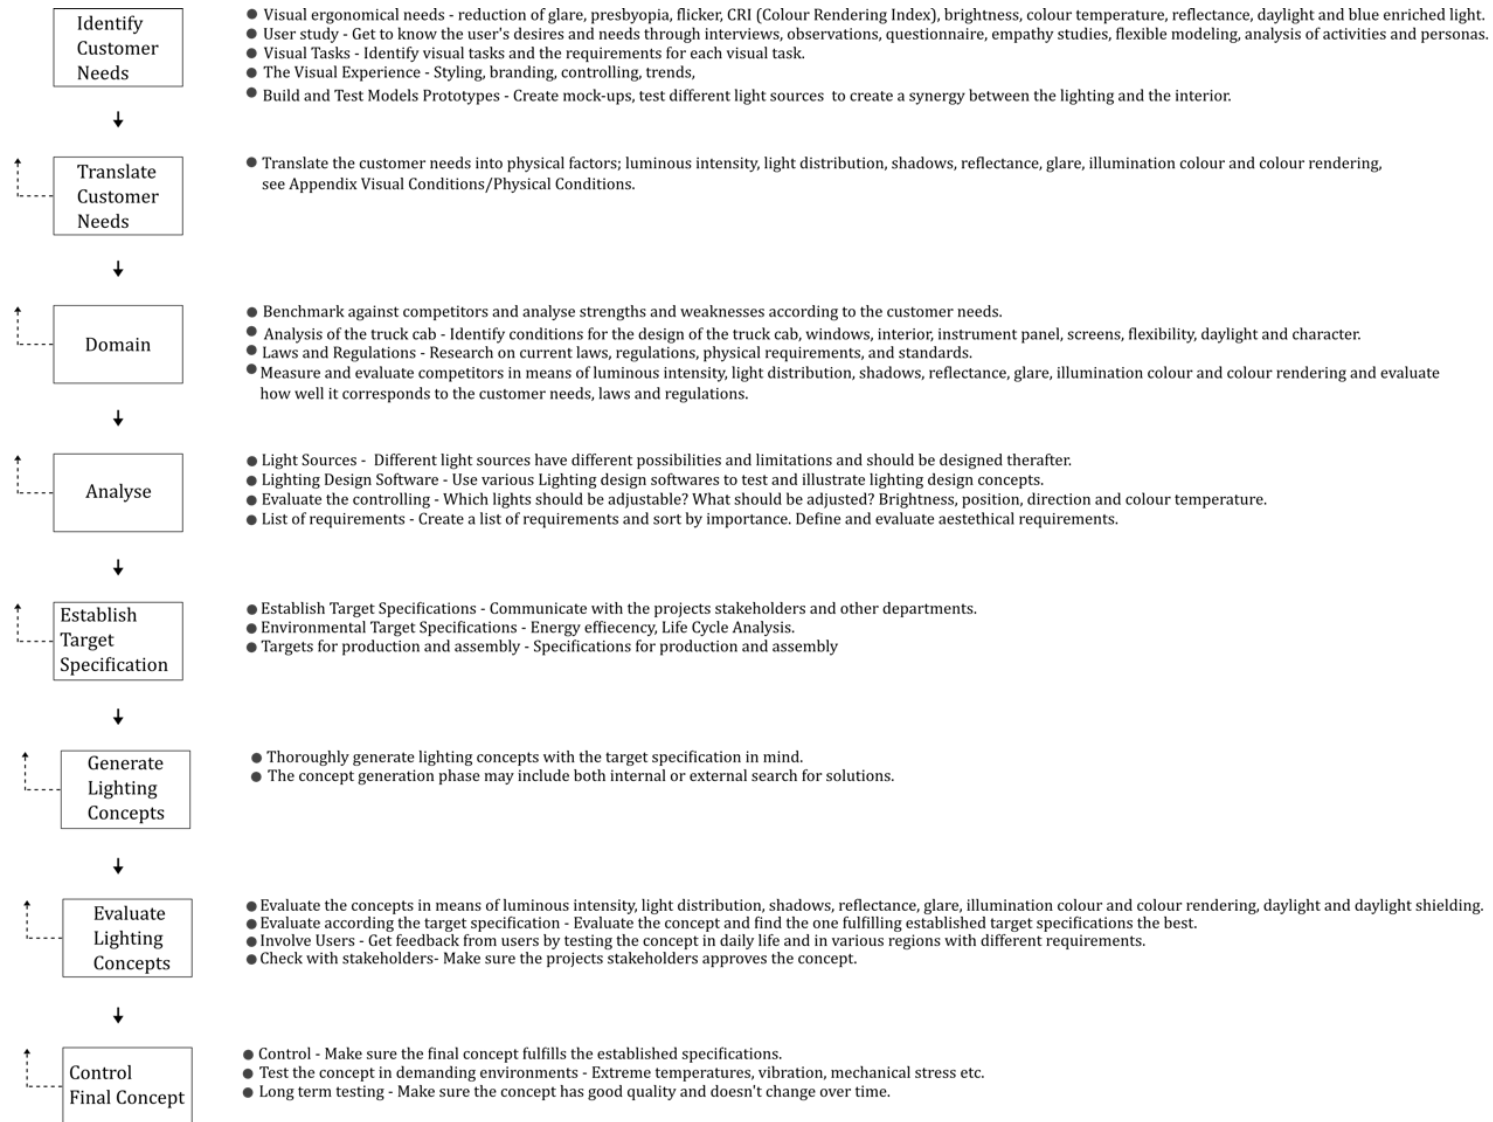 Identify
Customer
Needs
● Visual ergonomical needs - reduction of glare, presbyopia, flicker, CRI (Colour Rendering Index), brightness, colour temperature, reflectance, daylight and blue enriched light.
● User study - Get to know the user's desires and needs through interviews, observations, questionnaire, empathy studies, flexible modeling, analysis of activities and personas.
● Visual Tasks - Identify visual tasks and the requirements for each visual task.
● The Visual Experience - Styling, branding, controlling, trends,
● Build and Test Models Prototypes - Create mock-ups, test different light sources to create a synergy between the lighting and the interior.
Translate
Customer
Needs
● Translate the customer needs into physical factors; luminous intensity, light distribution, shadows, reflectance, glare, illumination colour and colour rendering,
see Appendix Visual Conditions/Physical Conditions.
Domain
● Benchmark against competitors and analyse strengths and weaknesses according to the customer needs.
● Analysis of the truck cab - Identify conditions for the design of the truck cab, windows, interior, instrument panel, screens, flexibility, daylight and character.
● Laws and Regulations - Research on current laws, regulations, physical requirements, and standards.
● Measure and evaluate competitors in means of luminous intensity, light distribution, shadows, reflectance, glare, illumination colour and colour rendering and evaluate
how well it corresponds to the customer needs, laws and regulations.
Analyse
● Light Sources - Different light sources have different possibilities and limitations and should be designed therafter.
● Lighting Design Software - Use various Lighting design softwares to test and illustrate lighting design concepts.
● Evaluate the controlling - Which lights should be adjustable? What should be adjusted? Brightness, position, direction and colour temperature.
● List of requirements - Create a list of requirements and sort by importance. Define and evaluate aestethical requirements.
Establish
Target
Specification
● Establish Target Specifications - Communicate with the projects stakeholders and other departments.
● Environmental Target Specifications - Energy effiecency, Life Cycle Analysis.
● Targets for production and assembly - Specifications for production and assembly
Generate
Lighting
Concepts
● Thoroughly generate lighting concepts with the target specification in mind.
● The concept generation phase may include both internal or external search for solutions.
Evaluate
Lighting
Concepts
● Evaluate the concepts in means of luminous intensity, light distribution, shadows, reflectance, glare, illumination colour and colour rendering, daylight and daylight shielding.
● Evaluate according the target specification - Evaluate the concept and find the one fulfilling established target specifications the best.
● Involve Users - Get feedback from users by testing the concept in daily life and in various regions with different requirements.
● Check with stakeholders- Make sure the projects stakeholders approves the concept.
Control
Final Concept
● Control - Make sure the final concept fulfills the established specifications.
● Test the concept in demanding environments - Extreme temperatures, vibration, mechanical stress etc.
● Long term testing - Make sure the concept has good quality and doesn't change over time.